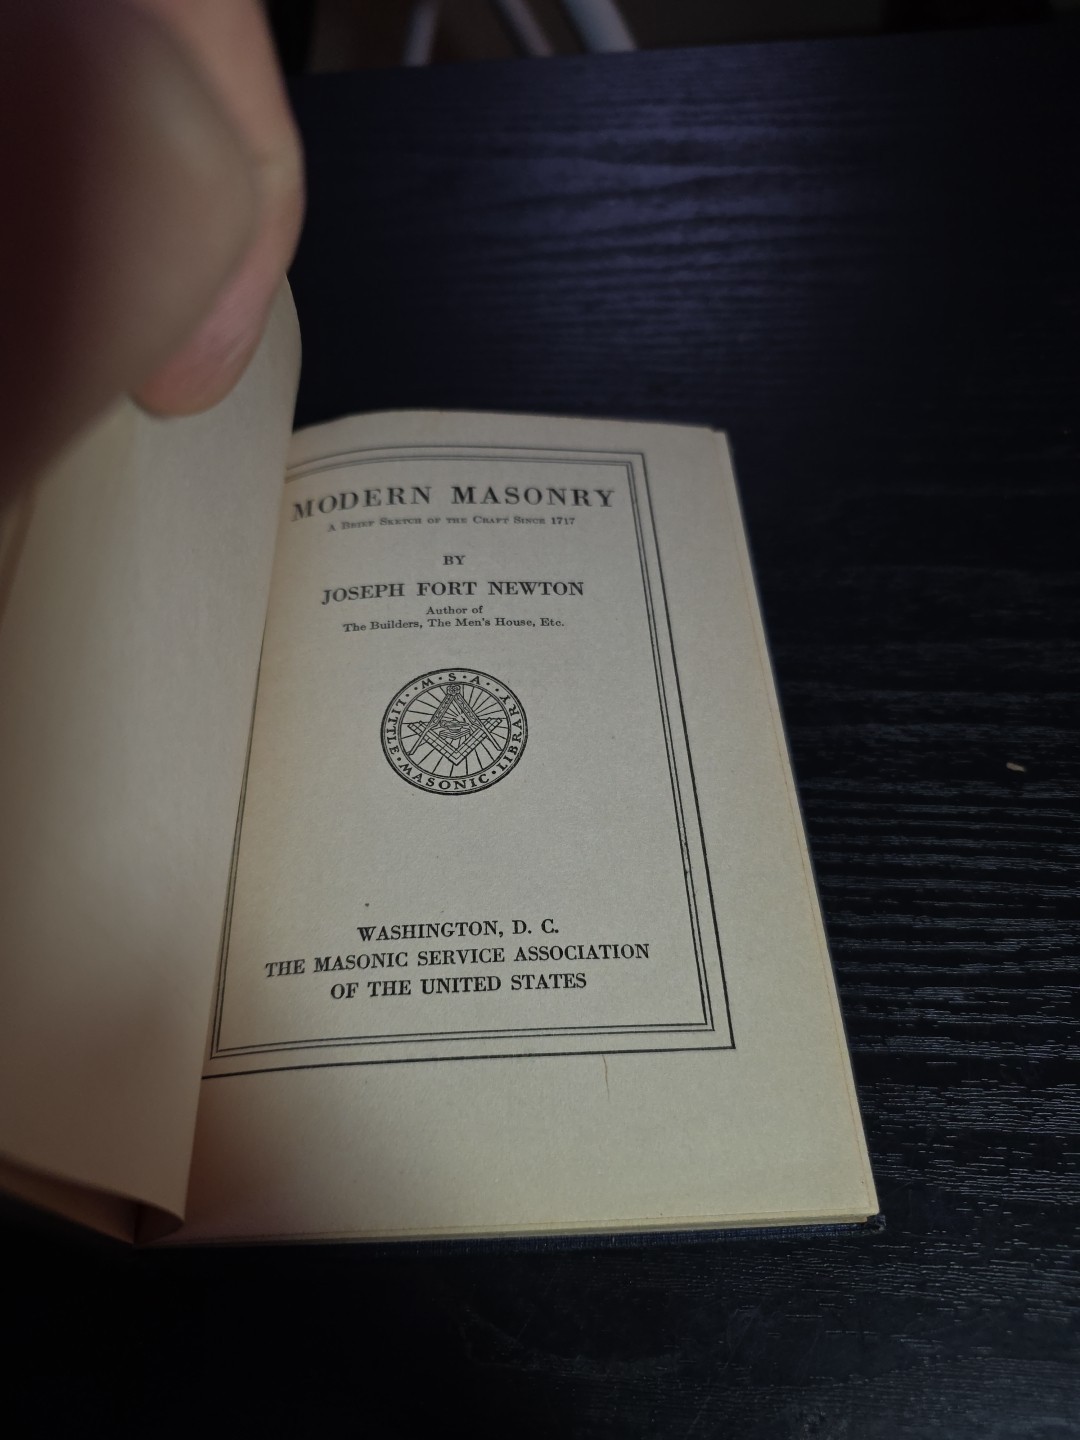 MODERN MASONRY
A BRIEF SKETCH OF THE CRAFT SINCE 1717
BY
JOSEPH FORT NEWTON
Author of
The Builders, The Men's House, Etc.
· M · S · A ·
LITTLE · MASONIC · LIBRARY
WASHINGTON, D. C.
THE MASONIC SERVICE ASSOCIATION
OF THE UNITED STATES